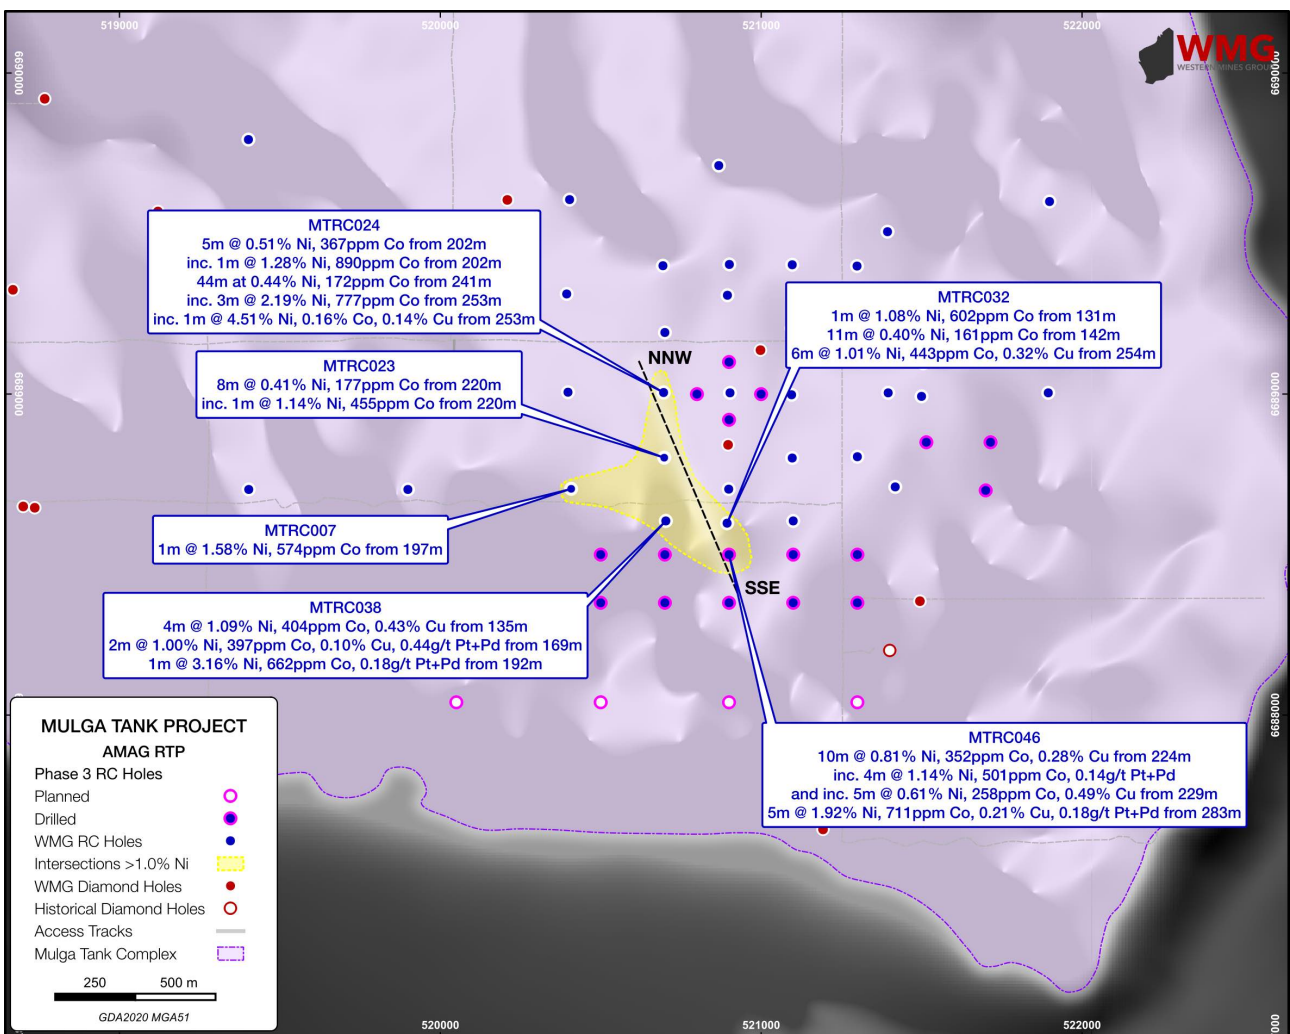 519000
520000
521000
522000
6690000
6690000
WMG
WESTERN MINES GROUP
MTRC024
5m @ 0.51% Ni, 367ppm Co from 202m
inc. 1m @ 1.28% Ni, 890ppm Co from 202m
44m at 0.44% Ni, 172ppm Co from 241m
inc. 3m @ 2.19% Ni, 777ppm Co from 253m
inc. 1m @ 4.51% Ni, 0.16% Co, 0.14% Cu from 253m
MTRC032
1m @ 1.08% Ni, 602ppm Co from 131m
11m @ 0.40% Ni, 161ppm Co from 142m
6m @ 1.01% Ni, 443ppm Co, 0.32% Cu from 254m
NNW
MTRC023
8m @ 0.41% Ni, 177ppm Co from 220m
inc. 1m @ 1.14% Ni, 455ppm Co from 220m
6689000
6689000
MTRC007
1m @ 1.58% Ni, 574ppm Co from 197m
SSE
MTRC038
4m @ 1.09% Ni, 404ppm Co, 0.43% Cu from 135m
2m @ 1.00% Ni, 397ppm Co, 0.10% Cu, 0.44g/t Pt+Pd from 169m
1m @ 3.16% Ni, 662ppm Co, 0.18g/t Pt+Pd from 192m
6688000
MTRC046
10m @ 0.81% Ni, 352ppm Co, 0.28% Cu from 224m
inc. 4m @ 1.14% Ni, 501ppm Co, 0.14g/t Pt+Pd
and inc. 5m @ 0.61% Ni, 258ppm Co, 0.49% Cu from 229m
5m @ 1.92% Ni, 711ppm Co, 0.21% Cu, 0.18g/t Pt+Pd from 283m
MULGA TANK PROJECT
AMAG RTP
Phase 3 RC Holes
Planned
Drilled
WMG RC Holes
Intersections >1.0% Ni
WMG Diamond Holes
Historical Diamond Holes
Access Tracks
Mulga Tank Complex
250 500 m
GDA2020 MGA51
520000
521000
522000